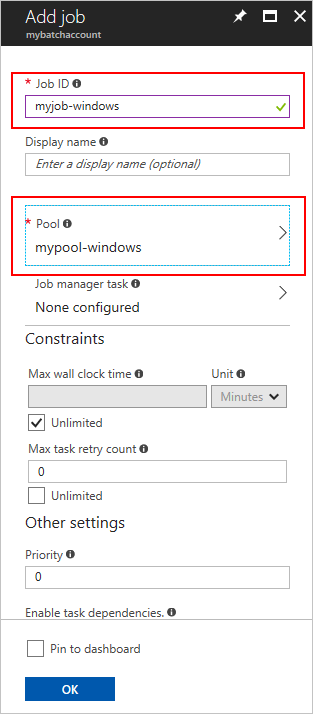 Add job
mybatchaccount
* Job ID
myjob-windows
Display name
Enter a display name (optional)
* Pool
mypool-windows
Job manager task
None configured
Constraints
Max wall clock time Unit
Minutes
Unlimited
Max task retry count
0
Unlimited
Other settings
Priority
0
Enable task dependencies.
Pin to dashboard
OK